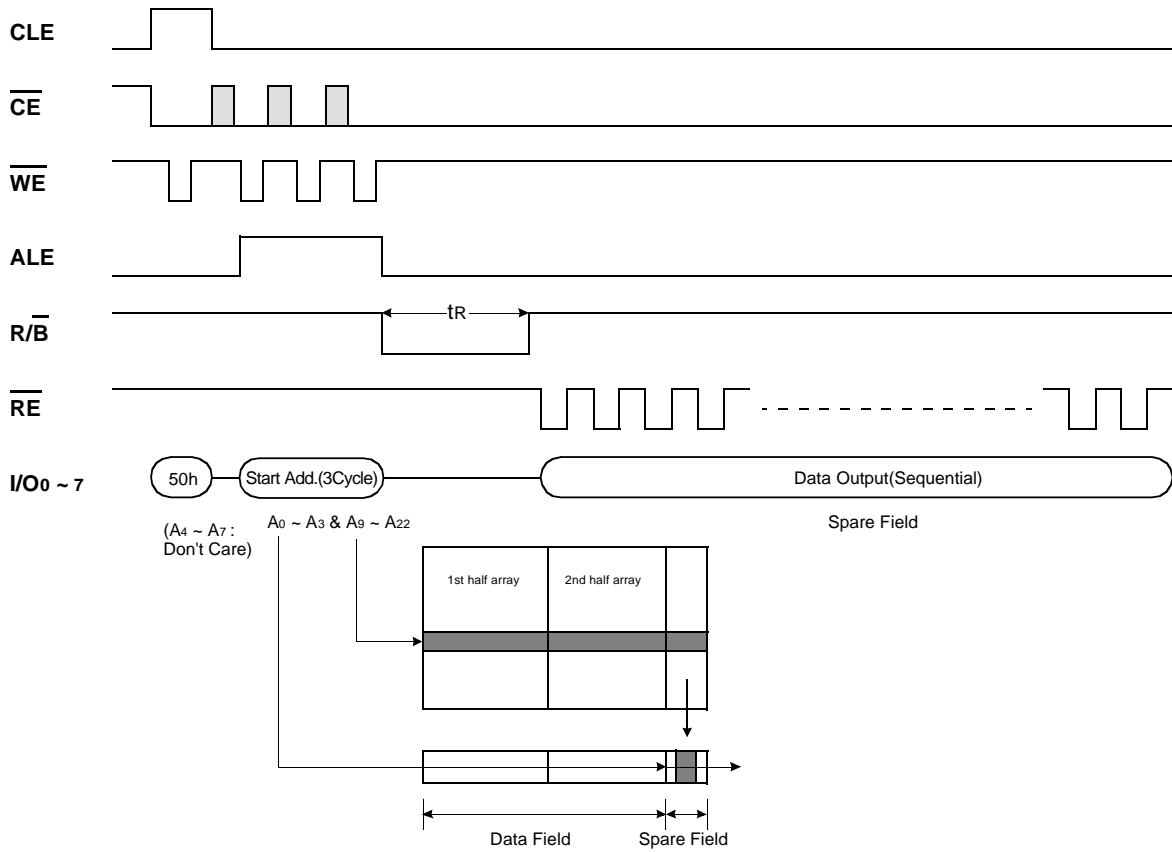 CLE
CE
WE
ALE
R/B
tR
RE
I/O0 ~ 7
50h
Start Add.(3Cycle)
Data Output(Sequential)
(A4 ~ A7 :
Don't Care)
A0 ~ A3 & A9 ~ A22
Spare Field
1st half array
2nd half array
Data Field
Spare Field